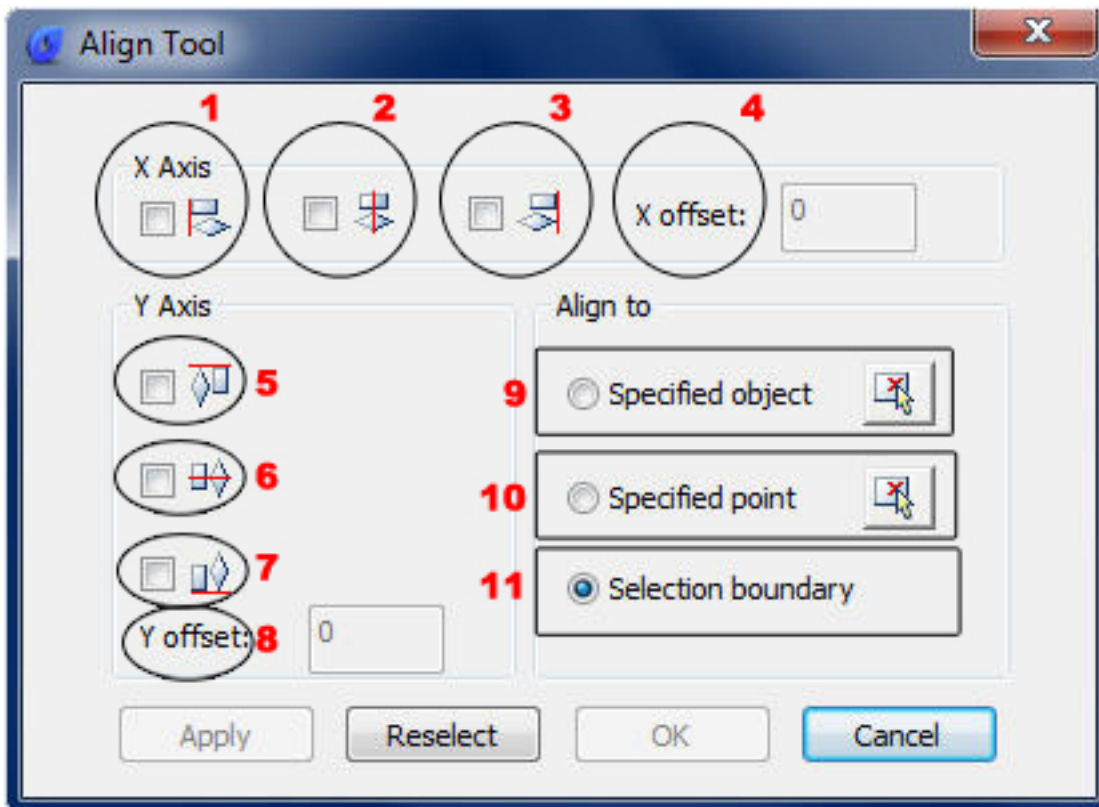 Align Tool
x
1 2 3 4
X Axis
X offset: 0
Y Axis
Align to
5
9 Specified object
6
10 Specified point
7
11 Selection boundary
Y offset: 8 0
Apply Reselect OK Cancel